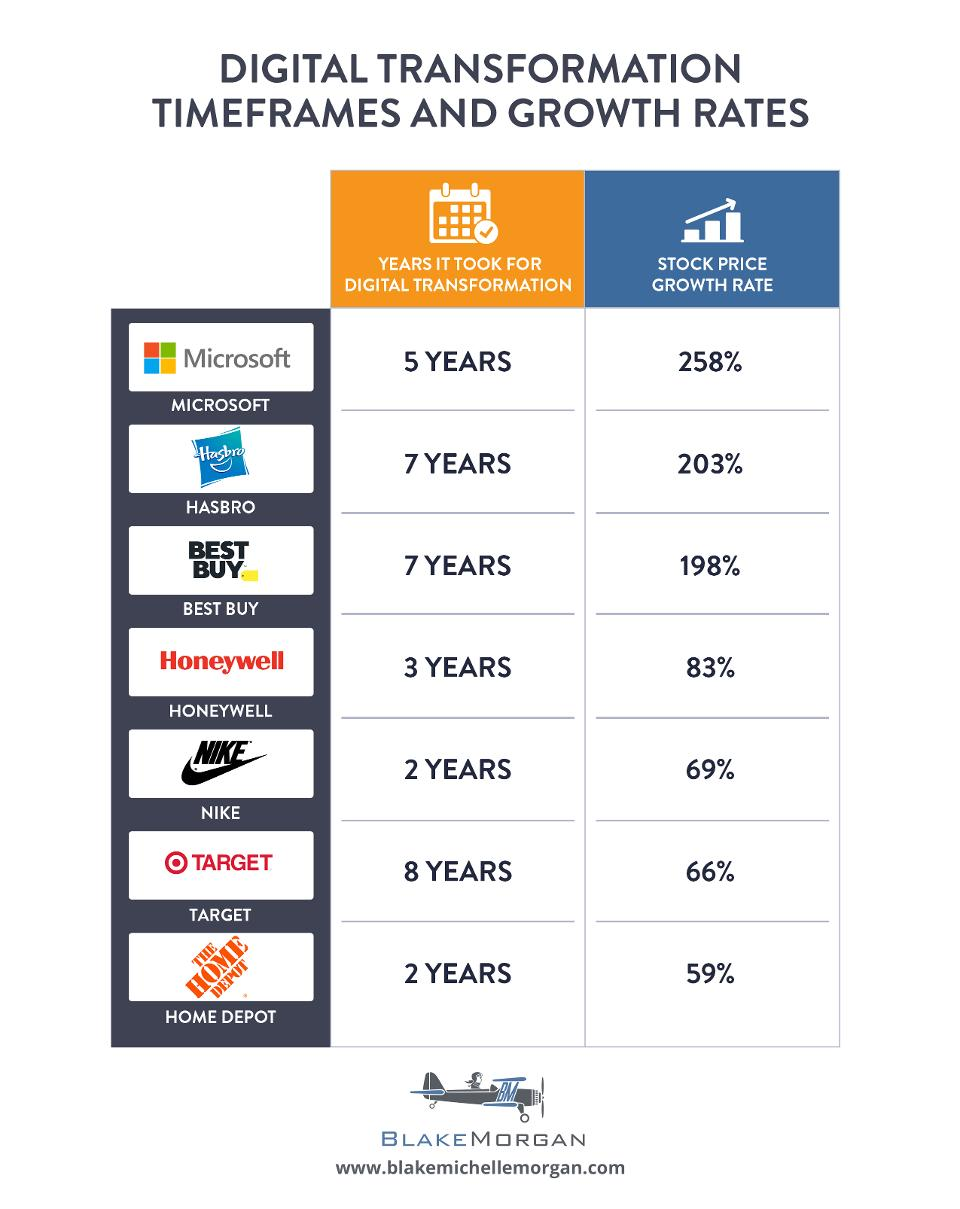 DIGITAL TRANSFORMATION
TIMEFRAMES AND GROWTH RATES
YEARS IT TOOK FOR
DIGITAL TRANSFORMATION
STOCK PRICE
GROWTH RATE
Microsoft
MICROSOFT
5 YEARS
258%
Hasbro
HASBRO
7 YEARS
203%
BEST
BUY
BEST BUY
7 YEARS
198%
Honeywell
HONEYWELL
3 YEARS
83%
NIKE
NIKE
2 YEARS
69%
TARGET
TARGET
8 YEARS
66%
THE
HOME
DEPOT
HOME DEPOT
2 YEARS
59%
BM
BLAKEMORGAN
www.blakemichellemorgan.com